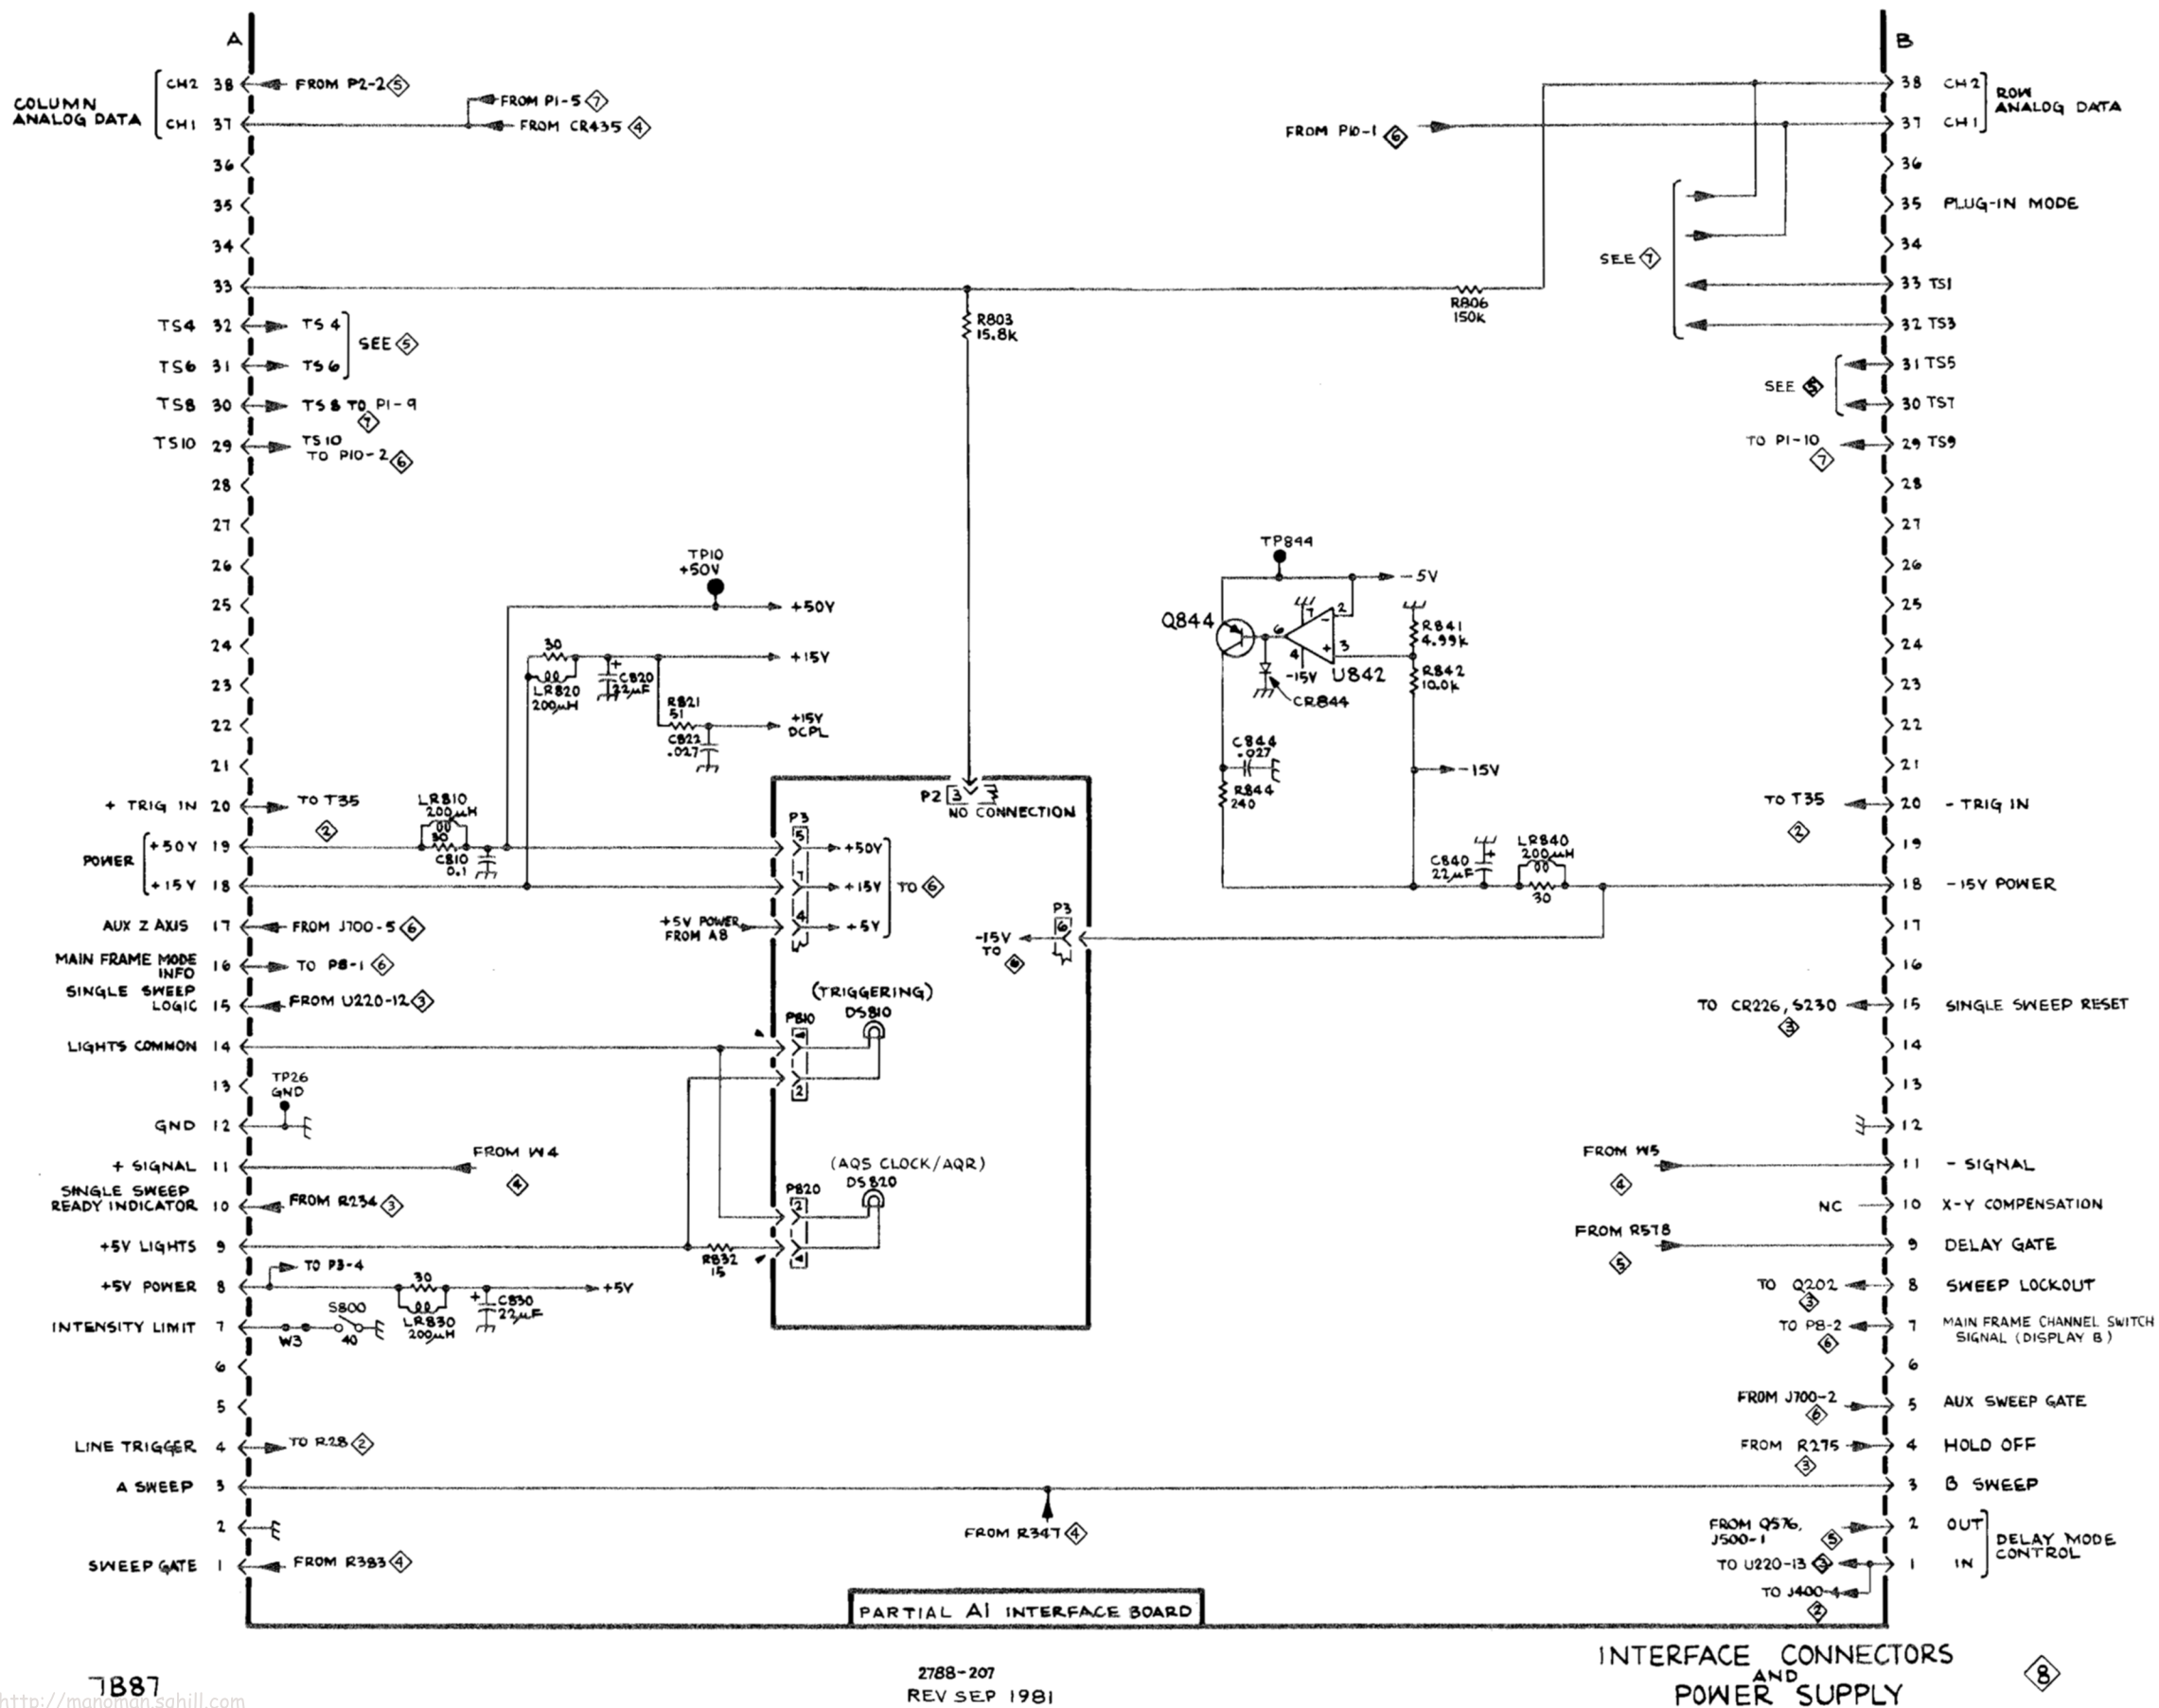 A
B
COLUMN
ANALOG DATA
CH2 38
FROM P2-2 5
CH1 37
FROM P1-5 7
FROM CR435 4
36
35
34
33
R803
15.8K
R806
150K
TS4 32
TS4
TS6 31
TS6
SEE 5
TS8 30
TS8 TO P1-9
7
TS10 29
TS10
TO P10-2 6
28
27
26
25
24
23
22
21
TP10
+50V
+50V
30
LR820
200µH
C820
22µF
+
+15V
R821
51
C822
.027
+15V
DCPL
+ TRIG IN 20
TO T35
2
POWER
+50V 19
+15V 18
LR810
200µH
30
C810
0.1
AUX Z AXIS 17
FROM J700-5 6
MAIN FRAME MODE
INFO 16
TO P8-1 6
SINGLE SWEEP
LOGIC 15
FROM U220-12 3
LIGHTS COMMON 14
13
TP26
GND
GND 12
+ SIGNAL 11
FROM W4
4
SINGLE SWEEP
READY INDICATOR 10
FROM R234 3
+5V LIGHTS 9
R832
15
+5V POWER 8
TO P3-4
30
LR830
200µH
+
C830
22µF
+5V
INTENSITY LIMIT 7
W3
S800
40
6
5
LINE TRIGGER 4
TO R28 2
A SWEEP 3
FROM R347 4
2
SWEEP GATE 1
FROM R383 4
P2 3
NO CONNECTION
P3
5
+50V
+15V
TO 6
4
+5V
+5V POWER
FROM A8
P3
6
-15V
TO
6
(TRIGGERING)
DS810
P810
4
2
(AQS CLOCK/AQR)
DS820
P820
2
4
TP844
-5V
Q844
6
7
2
-
3
+
4
-15V
U842
CR844
R841
4.99K
R842
10.0K
C844
.027
R844
240
-15V
C840
22µF
+
LR840
200µH
30
38 CH2
37 CH1
ROW
ANALOG DATA
FROM P10-1 6
36
35 PLUG-IN MODE
34
SEE 7
33 TS1
32 TS3
31 TS5
SEE 5
30 TS7
29 TS9
TO P1-10
7
28
27
26
25
24
23
22
21
TO T35
2
20 - TRIG IN
19
18 -15V POWER
17
16
TO CR226, S230
3
15 SINGLE SWEEP RESET
14
13
12
FROM W5
4
11 - SIGNAL
NC
10 X-Y COMPENSATION
FROM R578
5
9 DELAY GATE
TO Q202
3
8 SWEEP LOCKOUT
TO P8-2
6
7 MAIN FRAME CHANNEL SWITCH
SIGNAL (DISPLAY B)
6
FROM J700-2
6
5 AUX SWEEP GATE
FROM R275
3
4 HOLD OFF
3 B SWEEP
FROM Q576,
J500-1 5
2 OUT
TO U220-13 3
1 IN
DELAY MODE
CONTROL
TO J400-4
2
PARTIAL A1 INTERFACE BOARD
7B87
2788-207
REV SEP 1981
INTERFACE CONNECTORS
AND
POWER SUPPLY
8
http://manoman.sqhill.com